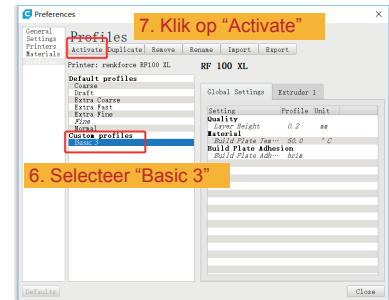 Preferences
7. Klik op “Activate”
General
Settings
Printers
Materials
Profiles
Activate Duplicate Remove Rename Import Export
Printer: renkforce RF100 XL
RF 100 XL
Default profiles
Coarse
Draft
Extra Coarse
Extra Fast
Extra Fine
Fine
Normal
Custom profiles
Basic 3
6. Selecteer “Basic 3”
Global Settings Extruder 1
Setting Profile Unit
Quality
Layer Height 0.2 mm
Material
Build Plate Tem… 50.0 °C
Build Plate Adhesion
Build Plate Adh… brim
Defaults
Close